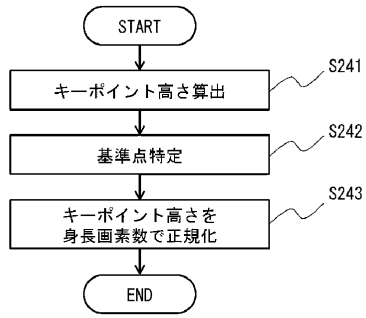 START
キーポイント高さ算出
S241
基準点特定
S242
キーポイント高さを
身長画素数で正規化
S243
END